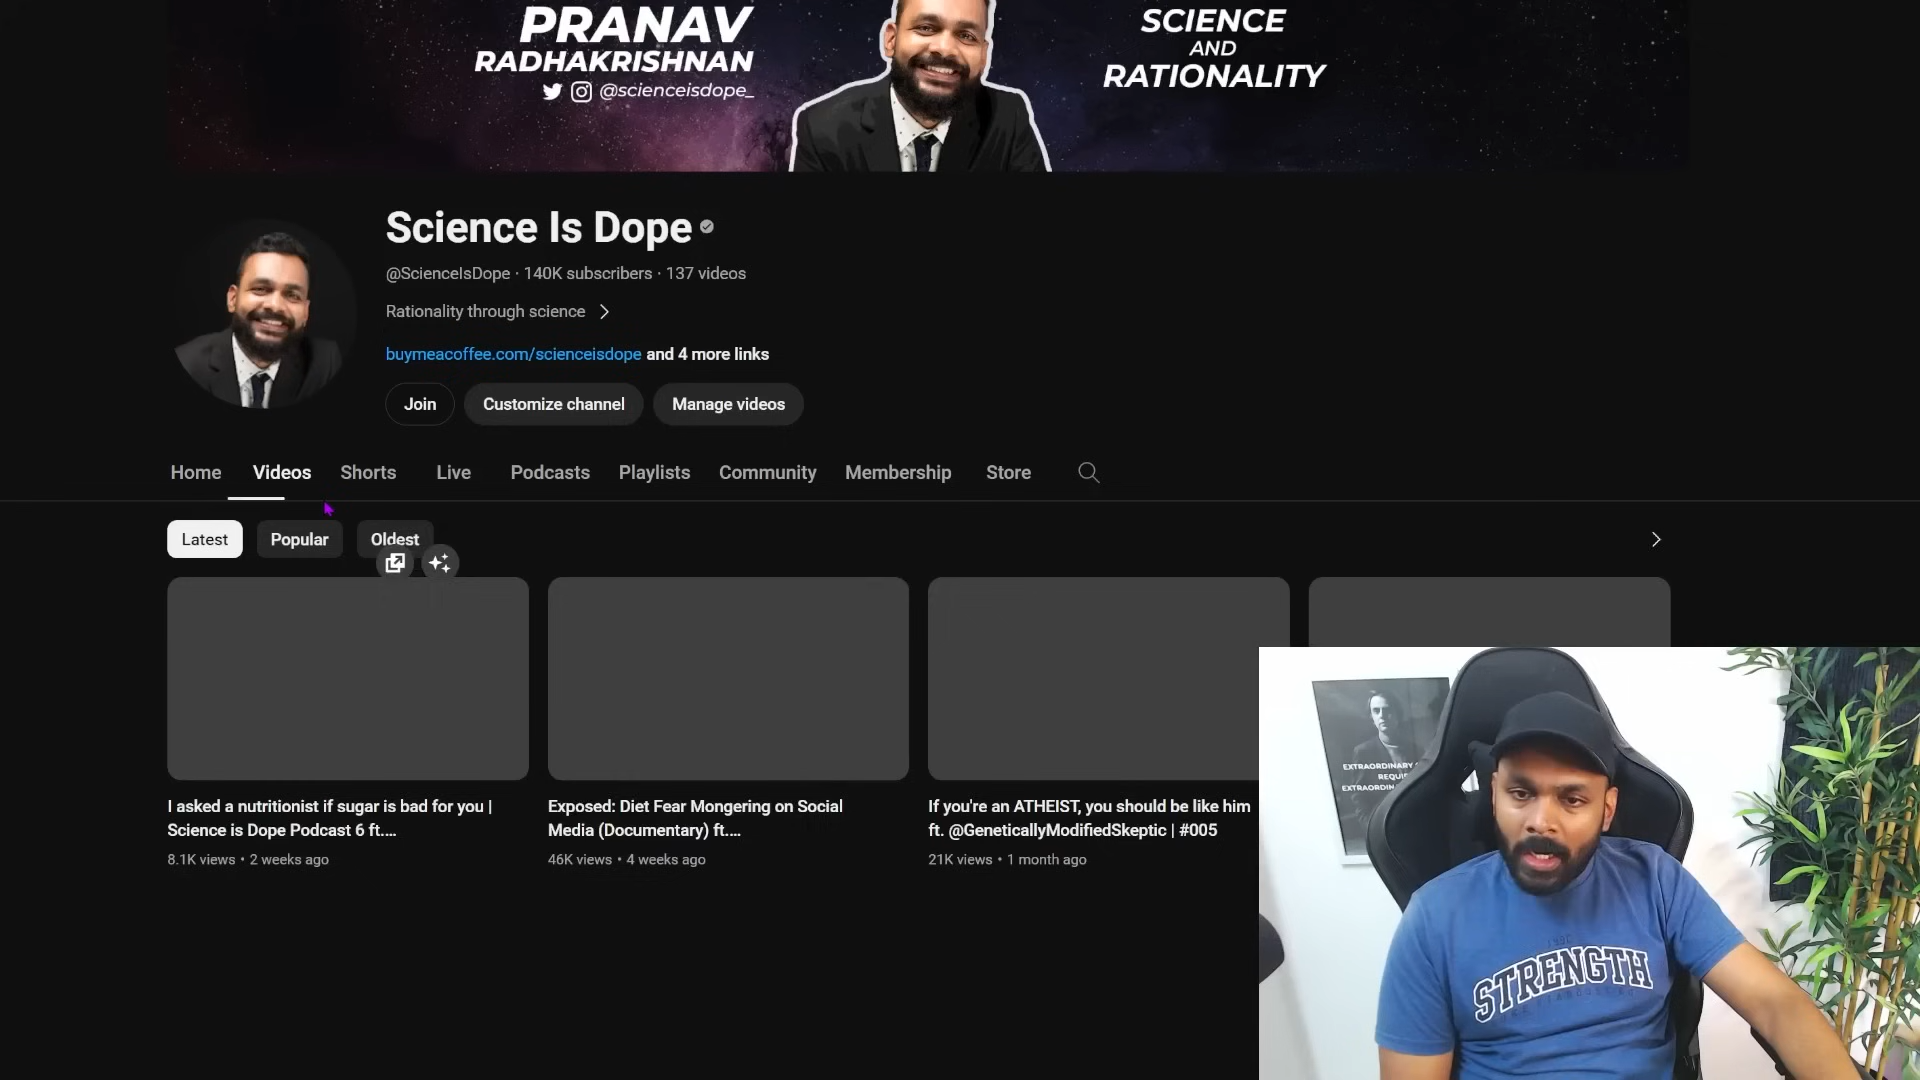 PRANAV
RADHAKRISHNAN
@scienceisdope_
SCIENCE
AND
RATIONALITY
Science Is Dope
@ScienceIsDope · 140K subscribers · 137 videos
Rationality through science
buymeacoffee.com/scienceisdope and 4 more links
Join Customize channel Manage videos
Home Videos Shorts Live Podcasts Playlists Community Membership Store
Latest Popular Oldest
I asked a nutritionist if sugar is bad for you |
Science is Dope Podcast 6 ft....
8.1K views • 2 weeks ago
Exposed: Diet Fear Mongering on Social
Media (Documentary) ft....
46K views • 4 weeks ago
If you're an ATHEIST, you should be like him
ft. @GeneticallyModifiedSkeptic | #005
21K views • 1 month ago
EXTRAORDINARY
STRENGTH